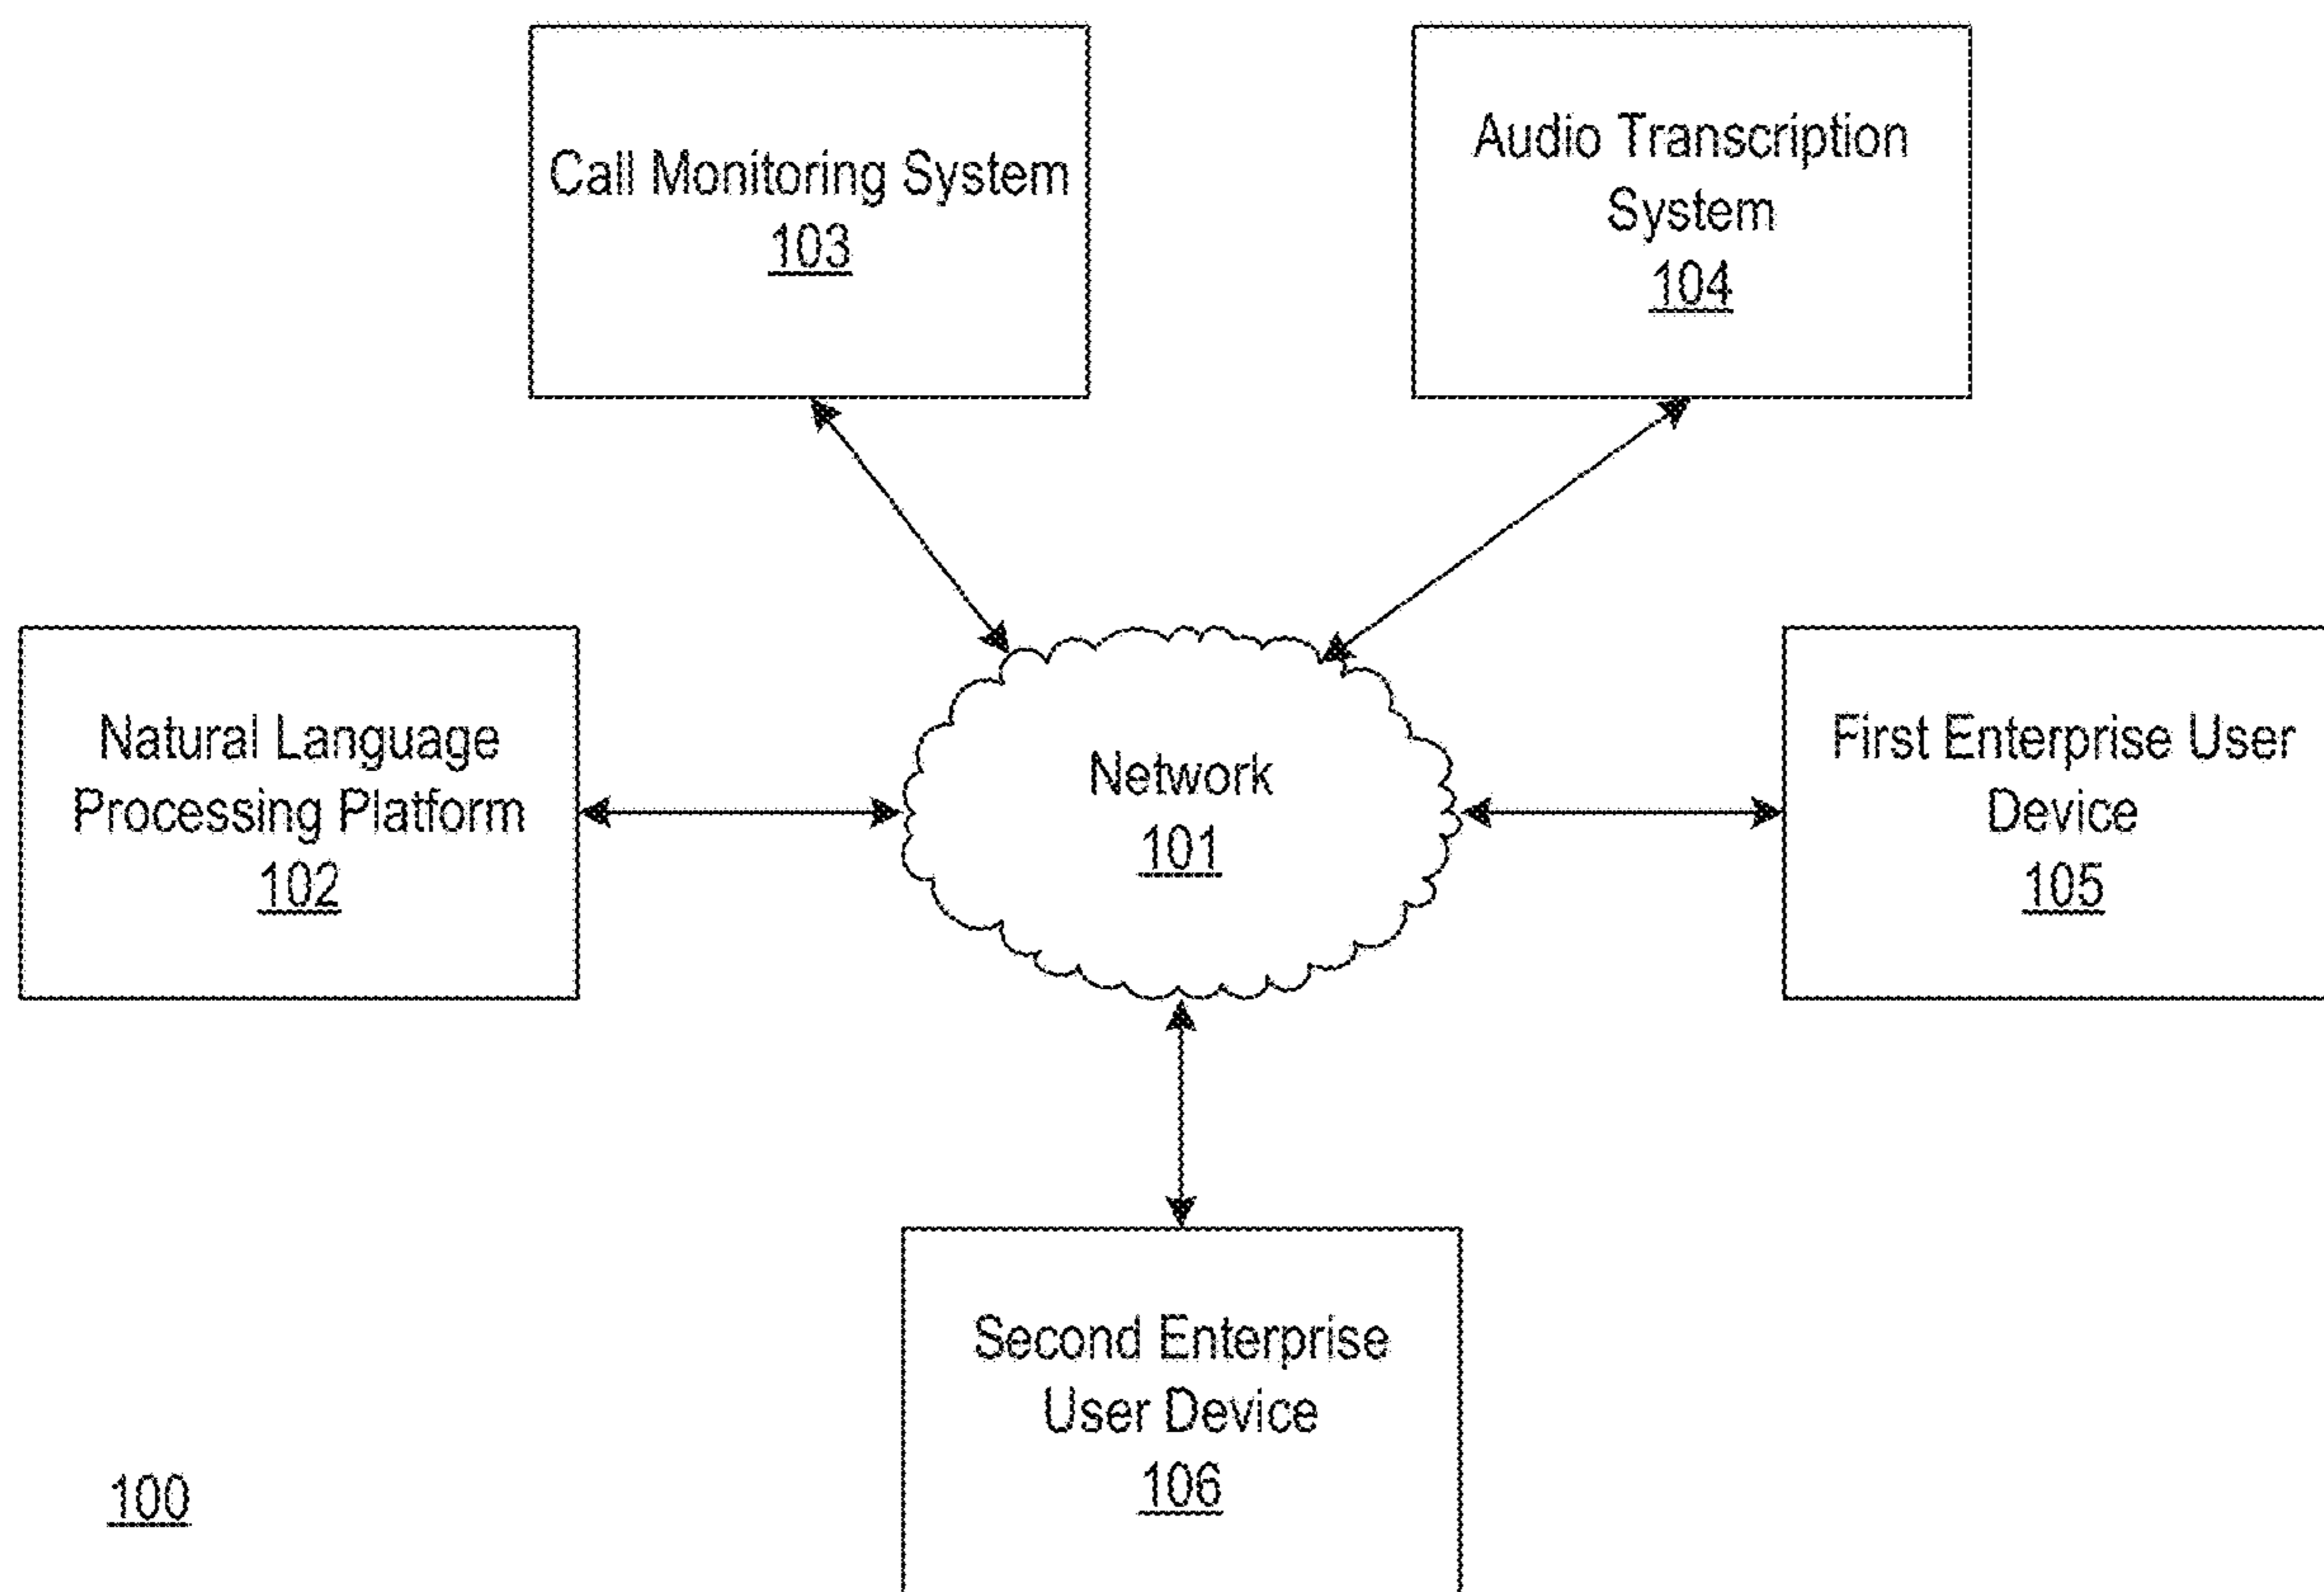 Call Monitoring System
103
Audio Transcription
System
104
Natural Language
Processing Platform
102
Network
101
First Enterprise User
Device
105
Second Enterprise
User Device
106
100